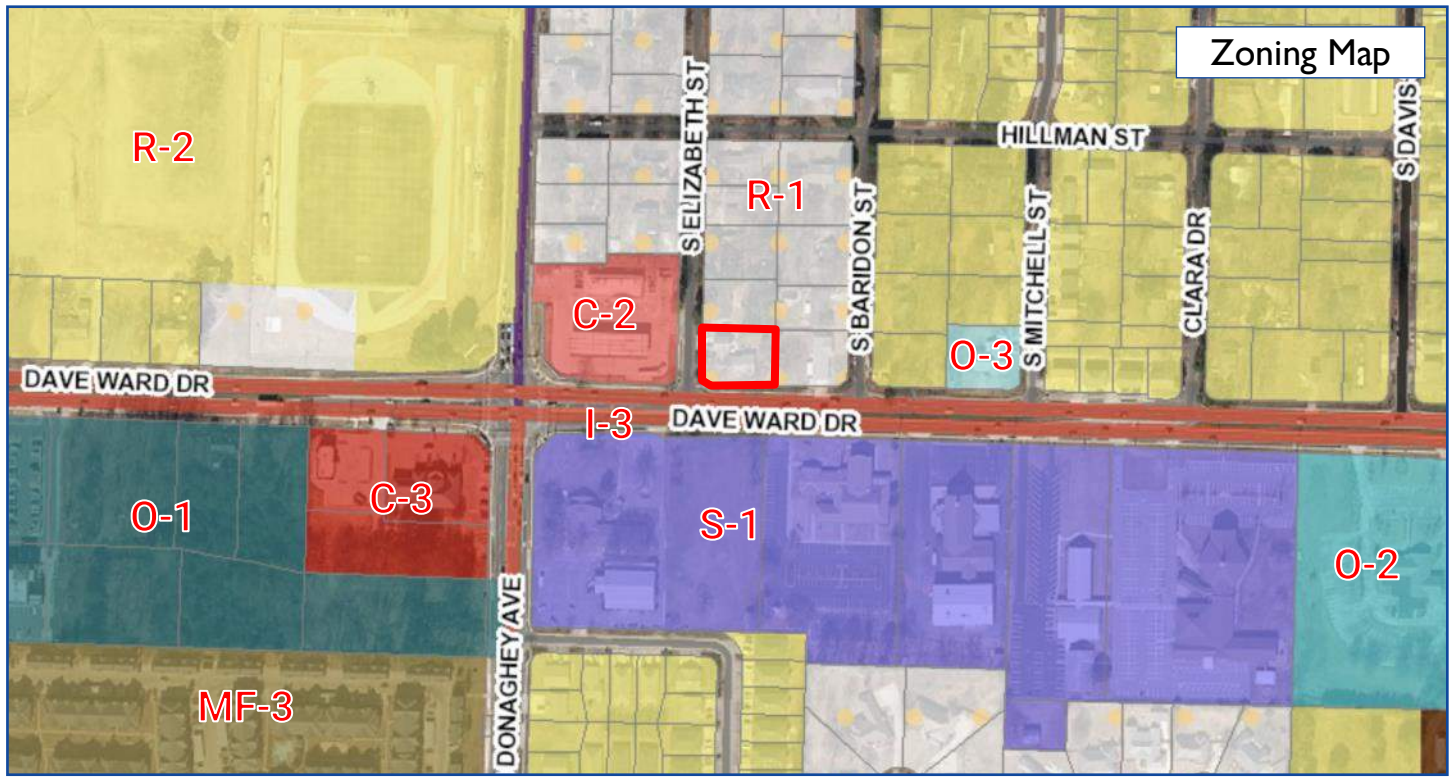 Zoning Map
R-2
HILLMAN ST
S DAVIS
S ELIZABETH ST
R-1
S BARIDON ST
S MITCHELL ST
CLARA DR
C-2
O-3
DAVE WARD DR
I-3
DAVE WARD DR
C-3
O-1
S-1
O-2
DONAGHEY AVE
MF-3